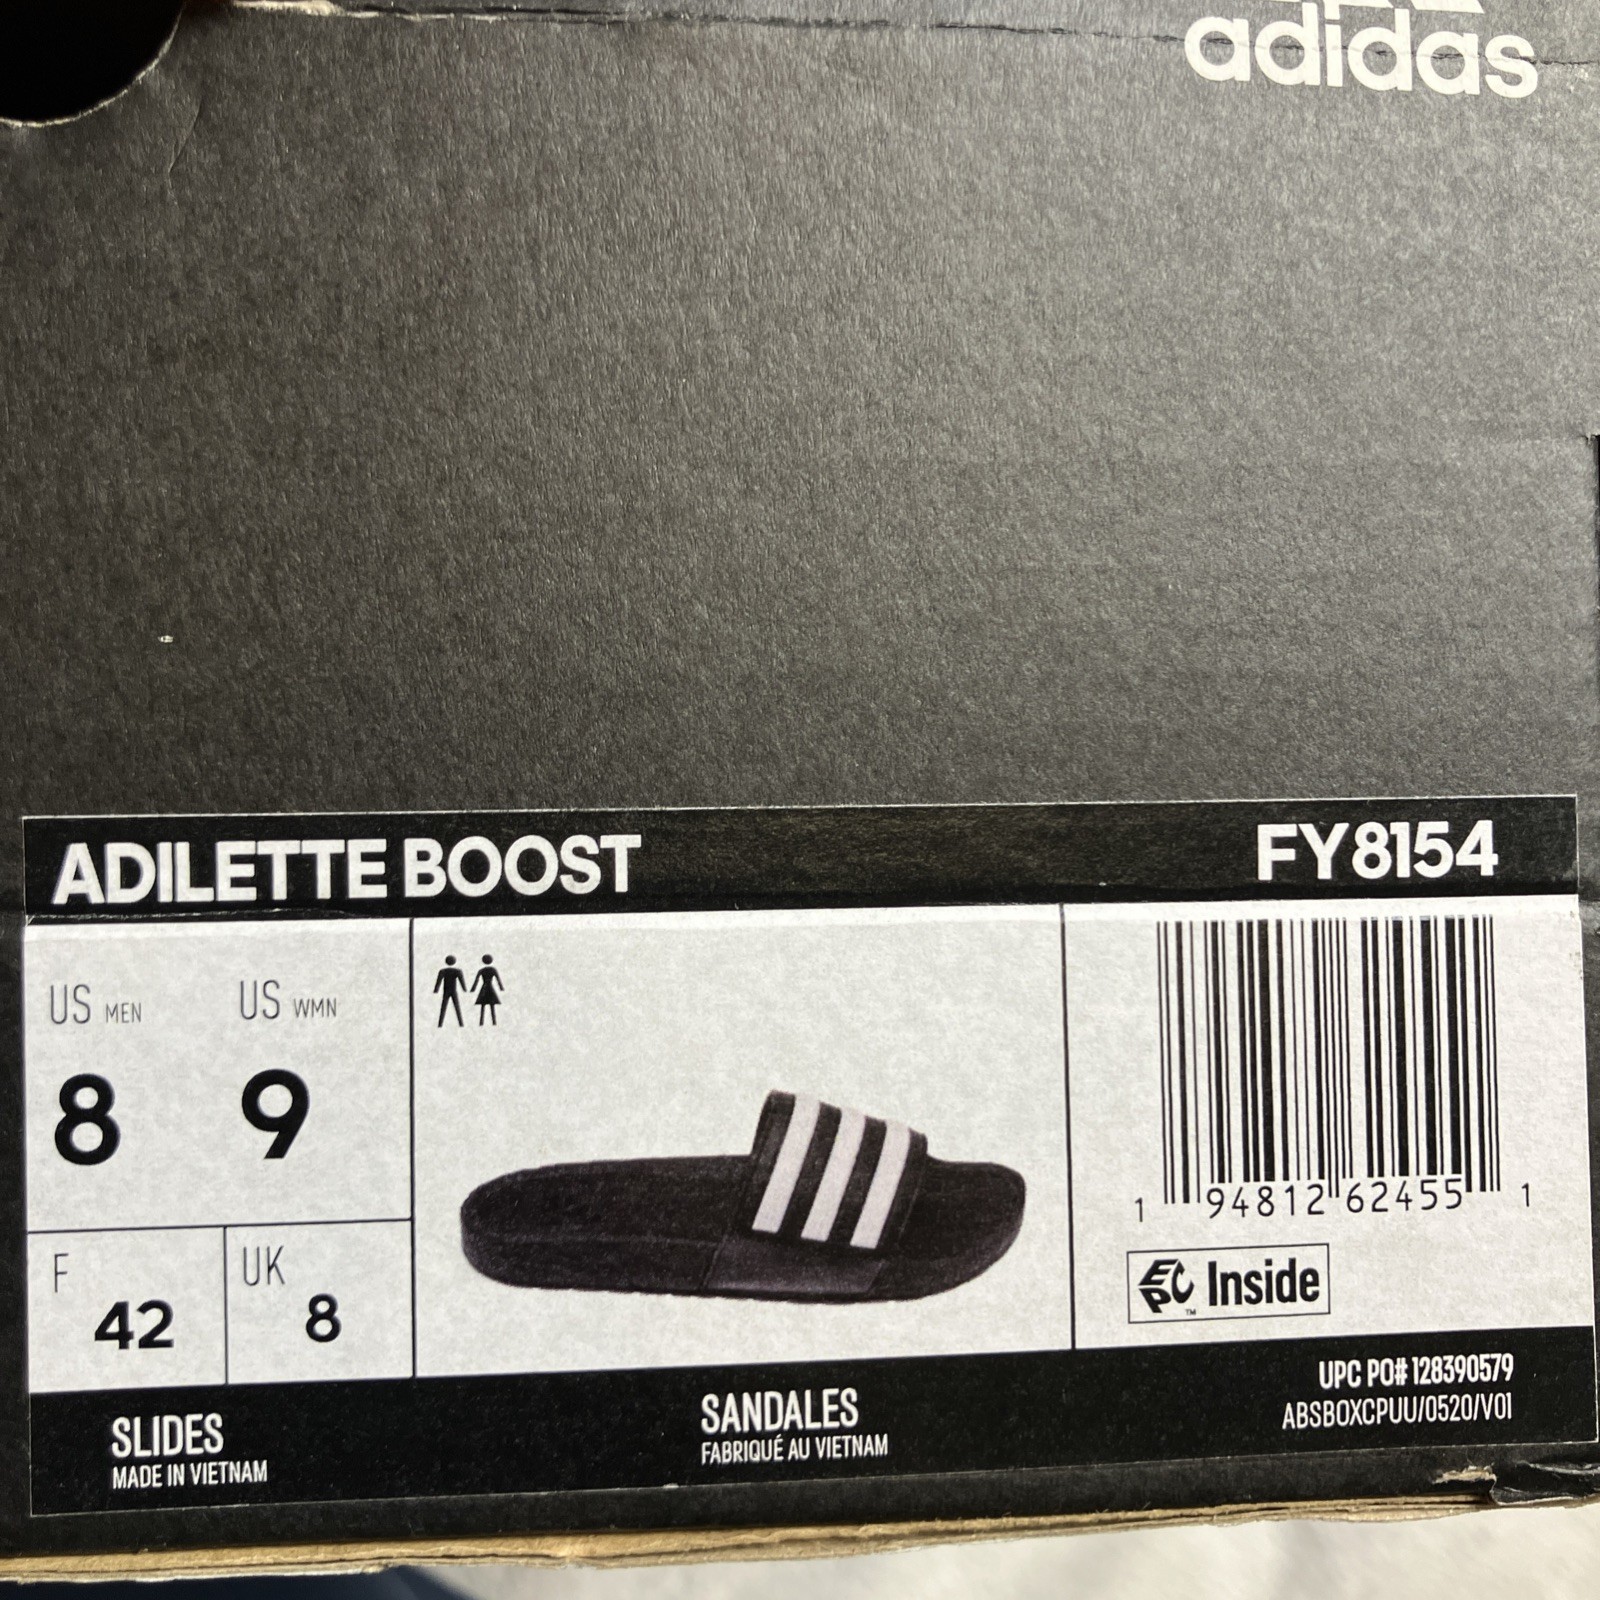 adidas
ADILETTE BOOST
FY8154
US MEN
US WMN
8
9
F
42
UK
8
1 94812 62455 1
EPC™ Inside
UPC PO# 128390579
ABSBOXCPUU/0520/V01
SLIDES
MADE IN VIETNAM
SANDALES
FABRIQUÉ AU VIETNAM